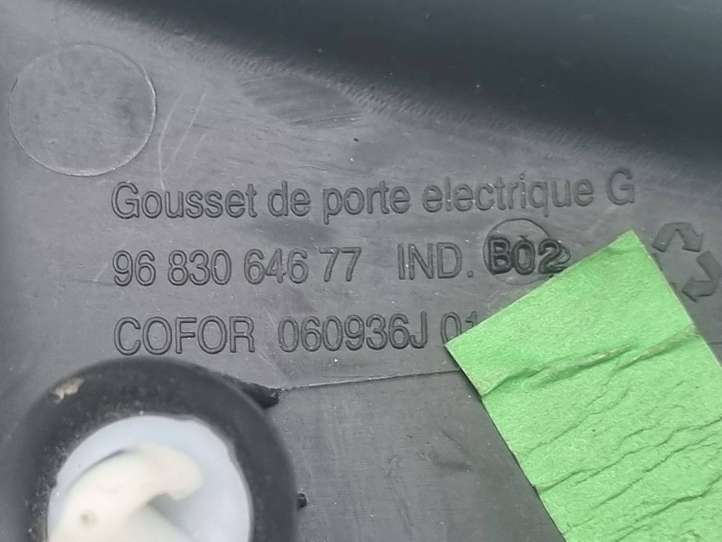 Gousset de porte electrique G
96 830 646 77 IND. B02
COFOR 060936J 01